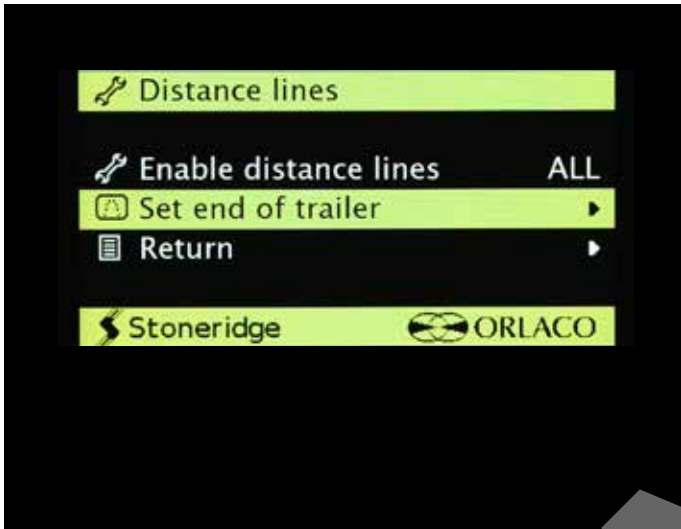 Distance lines
Enable distance lines ALL
Set end of trailer
Return
Stoneridge ORLACO